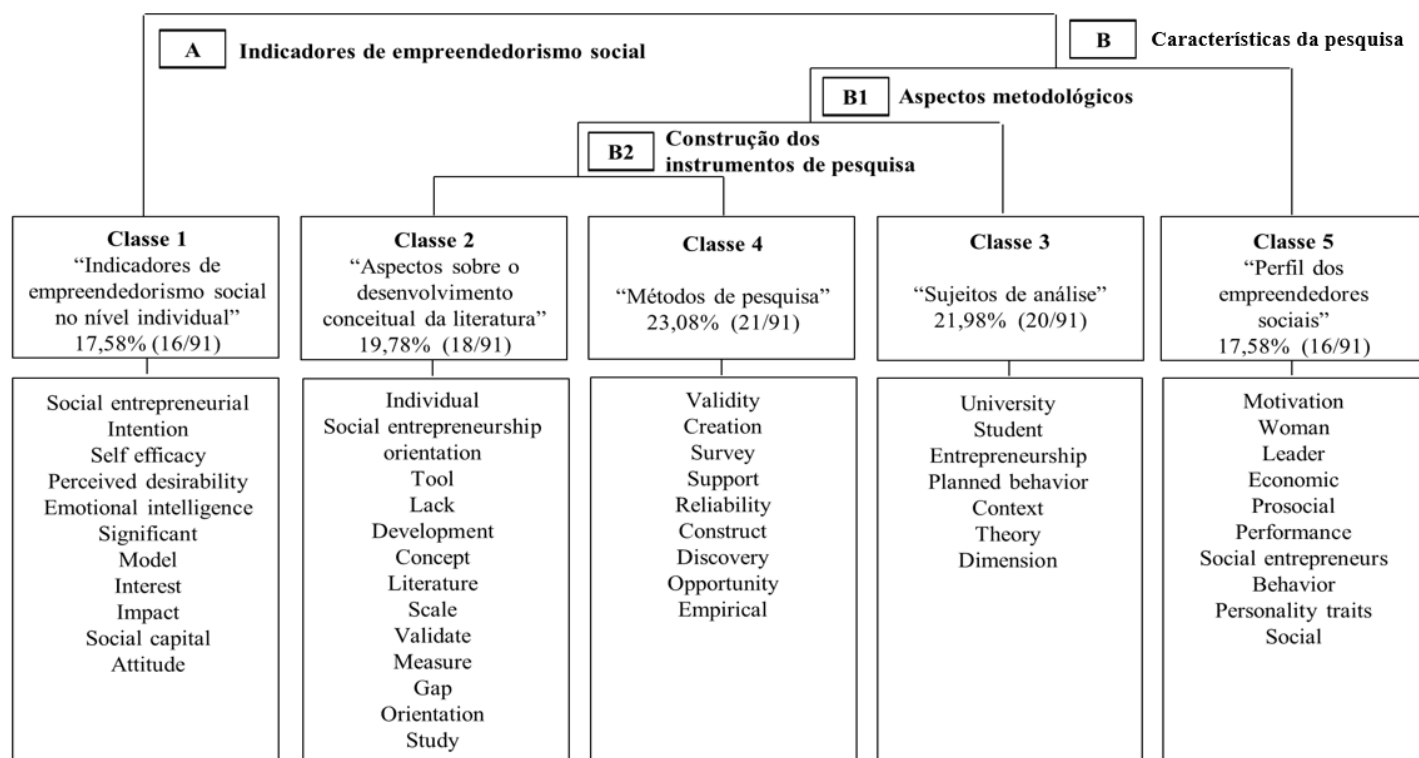 A
Indicadores de empreendedorismo social
B
Características da pesquisa
B1
Aspectos metodológicos
B2
Construção dos
instrumentos de pesquisa
Classe 1
“Indicadores de
empreendedorismo social
no nível individual”
17,58% (16/91)
Classe 2
“Aspectos sobre o
desenvolvimento
conceitual da literatura”
19,78% (18/91)
Classe 4
“Métodos de pesquisa”
23,08% (21/91)
Classe 3
“Sujeitos de análise”
21,98% (20/91)
Classe 5
“Perfil dos
empreendedores
sociais”
17,58% (16/91)
Social entrepreneurial
Intention
Self efficacy
Perceived desirability
Emotional intelligence
Significant
Model
Interest
Impact
Social capital
Attitude
Individual
Social entrepreneurship
orientation
Tool
Lack
Development
Concept
Literature
Scale
Validate
Measure
Gap
Orientation
Study
Validity
Creation
Survey
Support
Reliability
Construct
Discovery
Opportunity
Empirical
University
Student
Entrepreneurship
Planned behavior
Context
Theory
Dimension
Motivation
Woman
Leader
Economic
Prosocial
Performance
Social entrepreneurs
Behavior
Personality traits
Social